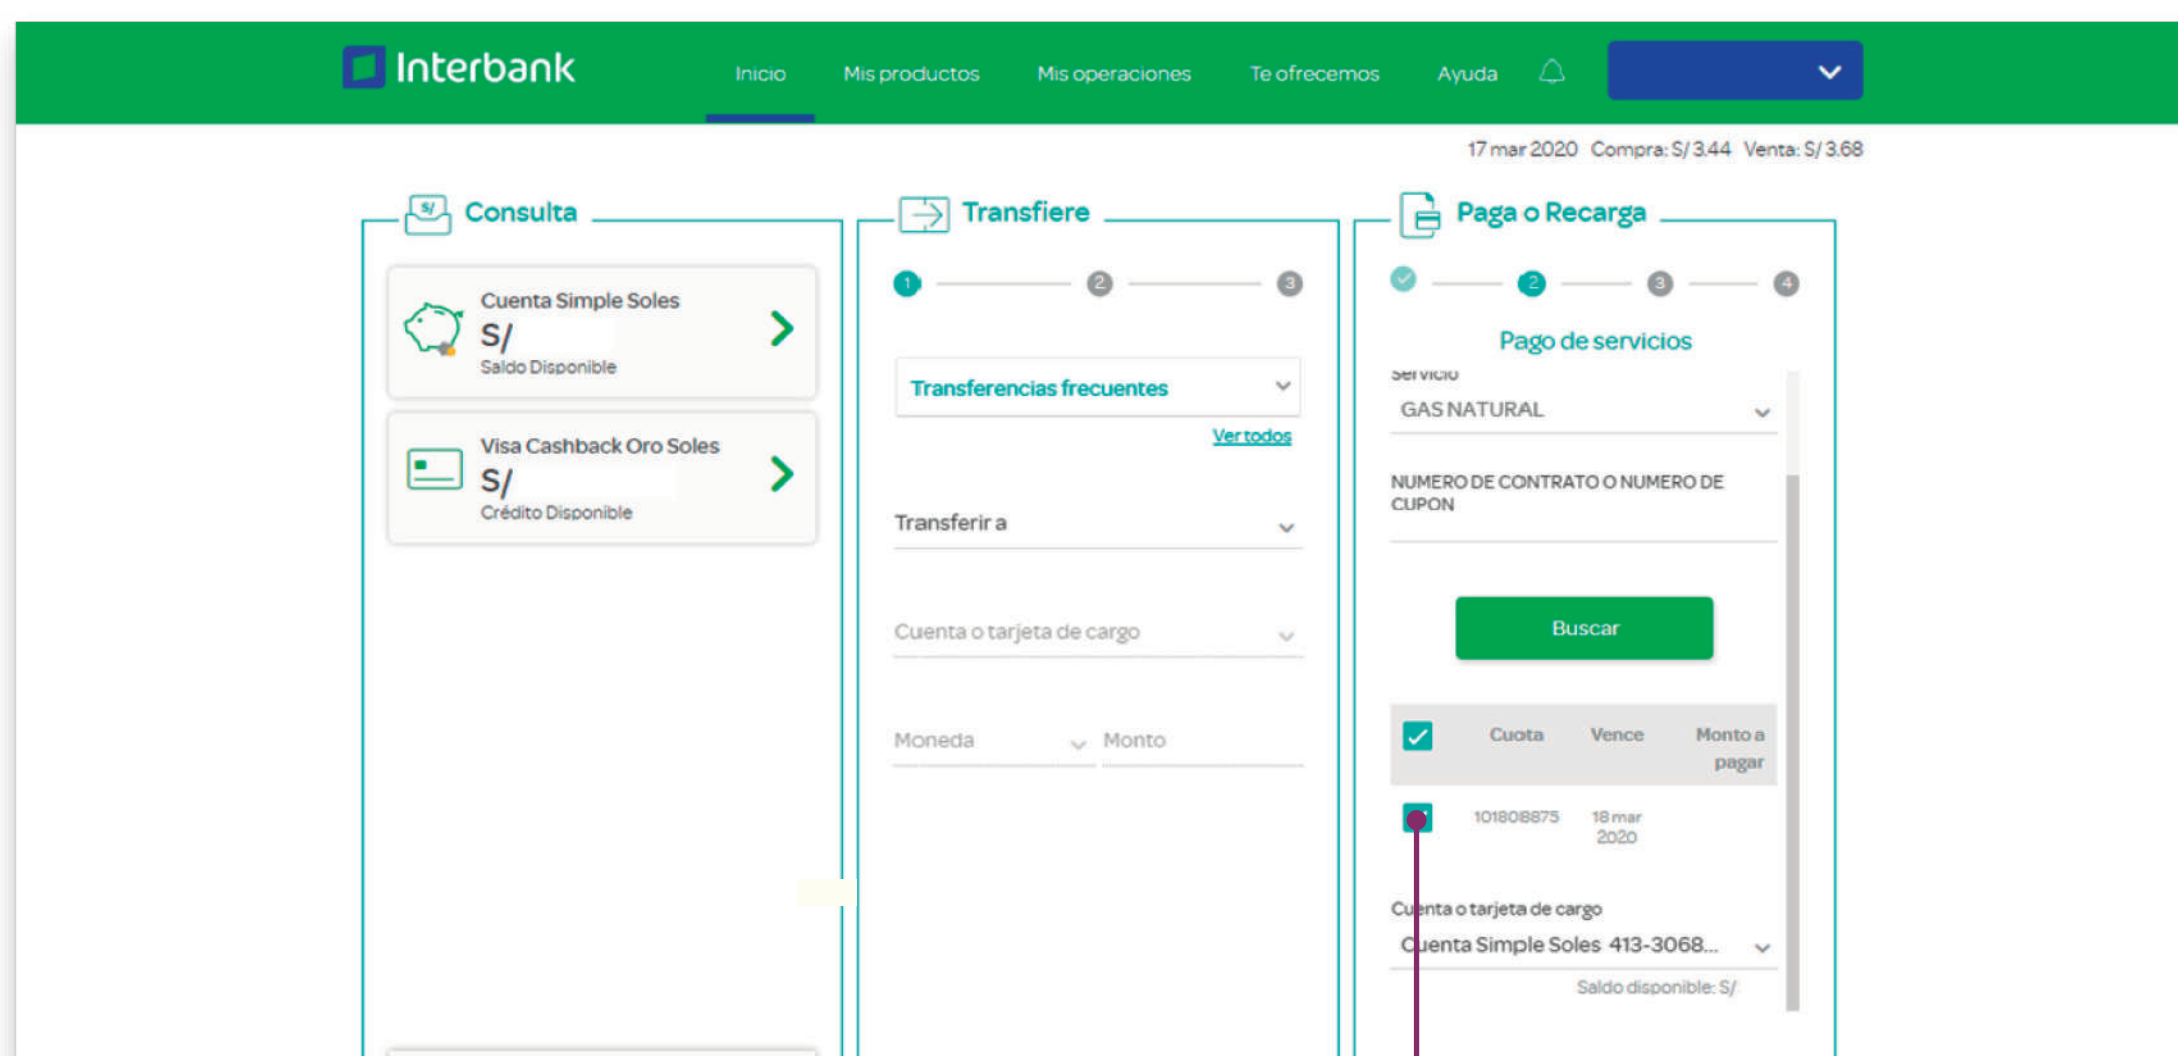 Interbank
Inicio
Mis productos
Mis operaciones
Te ofrecemos
Ayuda
17 mar 2020 Compra: S/ 3.44 Venta: S/ 3.68
S/ Consulta
Cuenta Simple Soles
S/
Saldo Disponible
Visa Cashback Oro Soles
S/
Crédito Disponible
Transfiere
1
2
3
Transferencias frecuentes
Ver todos
Transferir a
Cuenta o tarjeta de cargo
Moneda
Monto
Paga o Recarga
2
3
4
Pago de servicios
Servicio
GAS NATURAL
NUMERO DE CONTRATO O NUMERO DE
CUPON
Buscar
Cuota Vence Monto a
pagar
101808875 18 mar
2020
Cuenta o tarjeta de cargo
Cuenta Simple Soles 413-3068...
Saldo disponible: S/